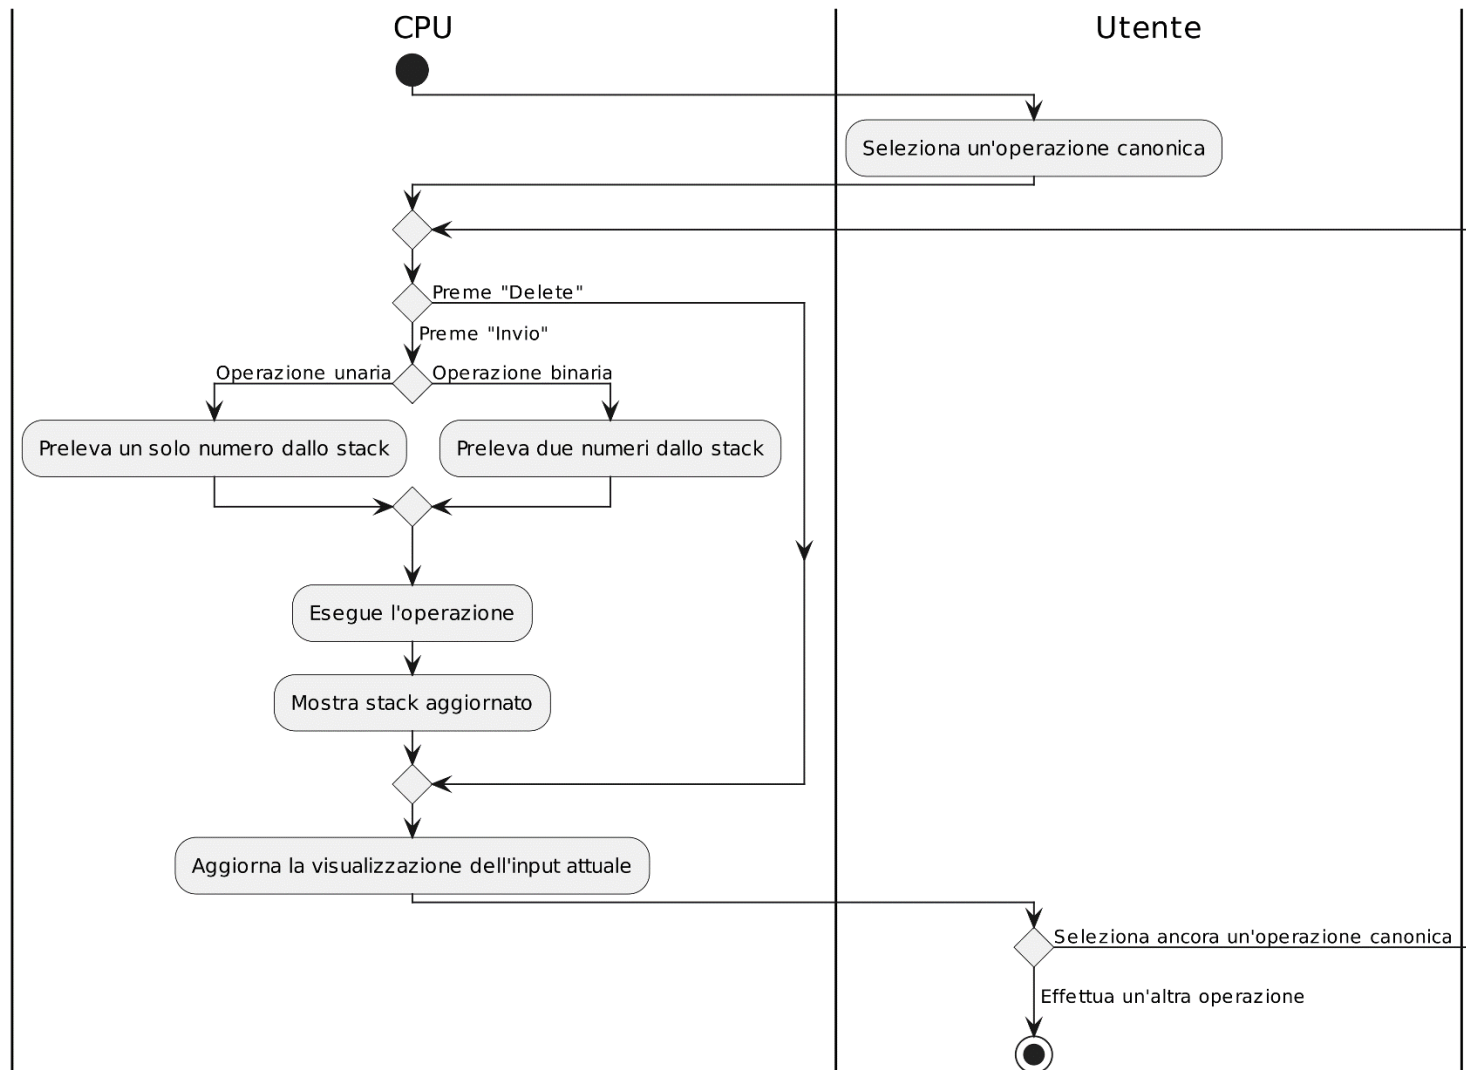 CPU
Utente
Seleziona un'operazione canonica
Preme "Delete"
Preme "Invio"
Operazione unaria
Operazione binaria
Preleva un solo numero dallo stack
Preleva due numeri dallo stack
Esegue l'operazione
Mostra stack aggiornato
Aggiorna la visualizzazione dell'input attuale
Seleziona ancora un'operazione canonica
Effettua un'altra operazione